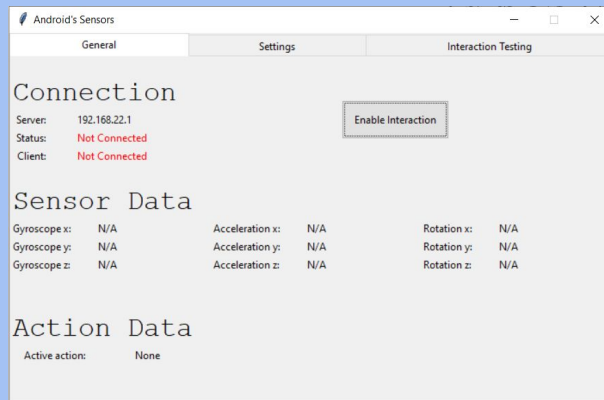 Android's Sensors
General Settings Interaction Testing
Connection
Server: 192.168.22.1
Enable Interaction
Status: Not Connected
Client: Not Connected
Sensor Data
Gyroscope x: N/A Acceleration x: N/A Rotation x: N/A
Gyroscope y: N/A Acceleration y: N/A Rotation y: N/A
Gyroscope z: N/A Acceleration z: N/A Rotation z: N/A
Action Data
Active action: None